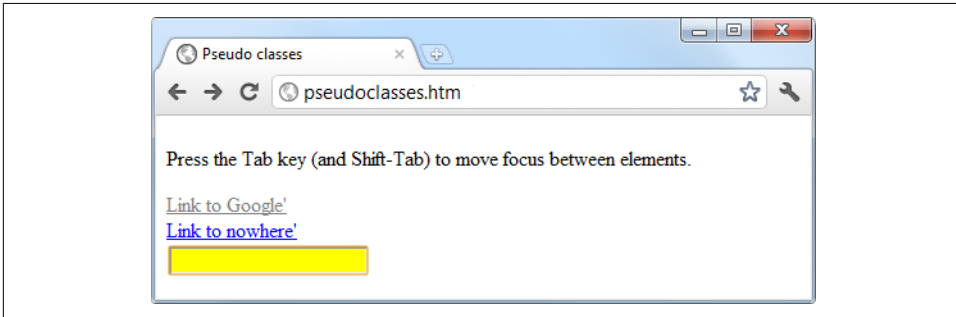 Pseudo classes
pseudoclasses.htm
Press the Tab key (and Shift-Tab) to move focus between elements.
Link to Google'
Link to nowhere'